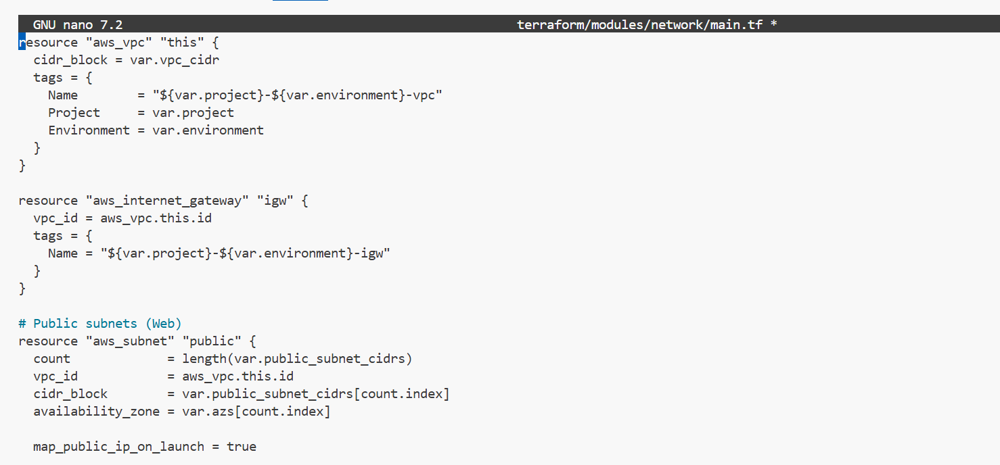 GNU nano 7.2 terraform/modules/network/main.tf *
resource "aws_vpc" "this" {
  cidr_block = var.vpc_cidr
  tags = {
    Name        = "${var.project}-${var.environment}-vpc"
    Project     = var.project
    Environment = var.environment
  }
}

resource "aws_internet_gateway" "igw" {
  vpc_id = aws_vpc.this.id
  tags = {
    Name = "${var.project}-${var.environment}-igw"
  }
}

# Public subnets (Web)
resource "aws_subnet" "public" {
  count             = length(var.public_subnet_cidrs)
  vpc_id            = aws_vpc.this.id
  cidr_block        = var.public_subnet_cidrs[count.index]
  availability_zone = var.azs[count.index]

  map_public_ip_on_launch = true